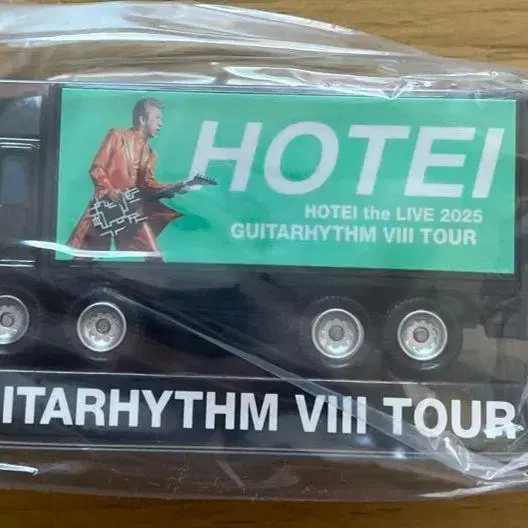 HOTEI
HOTEI the LIVE 2025
GUITARHYTHM VIII TOUR
ITARHYTHM VIII TOUR